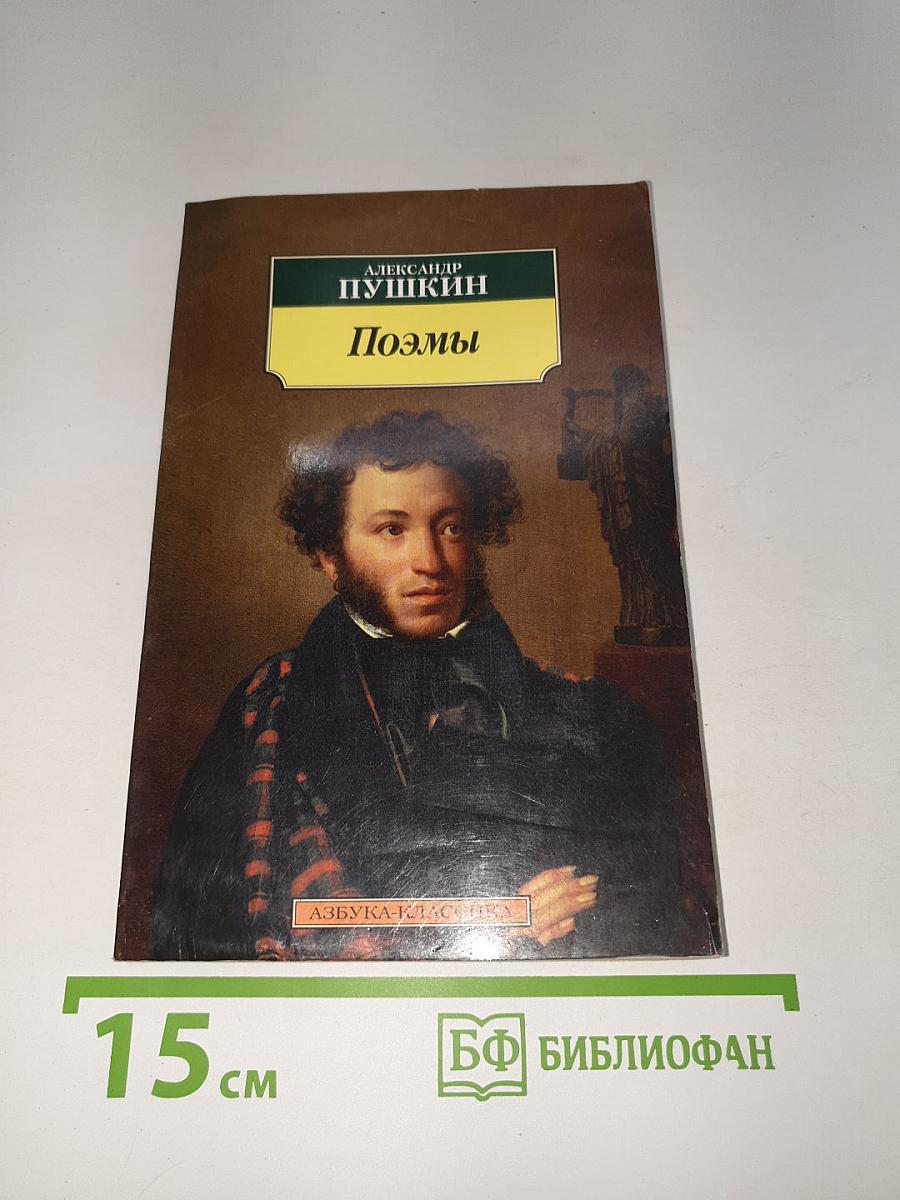 АЛЕКСАНДР
ПУШКИН
Поэмы
АЗБУКА-КЛАССИКА
15 см
БФ БИБЛИОФАН